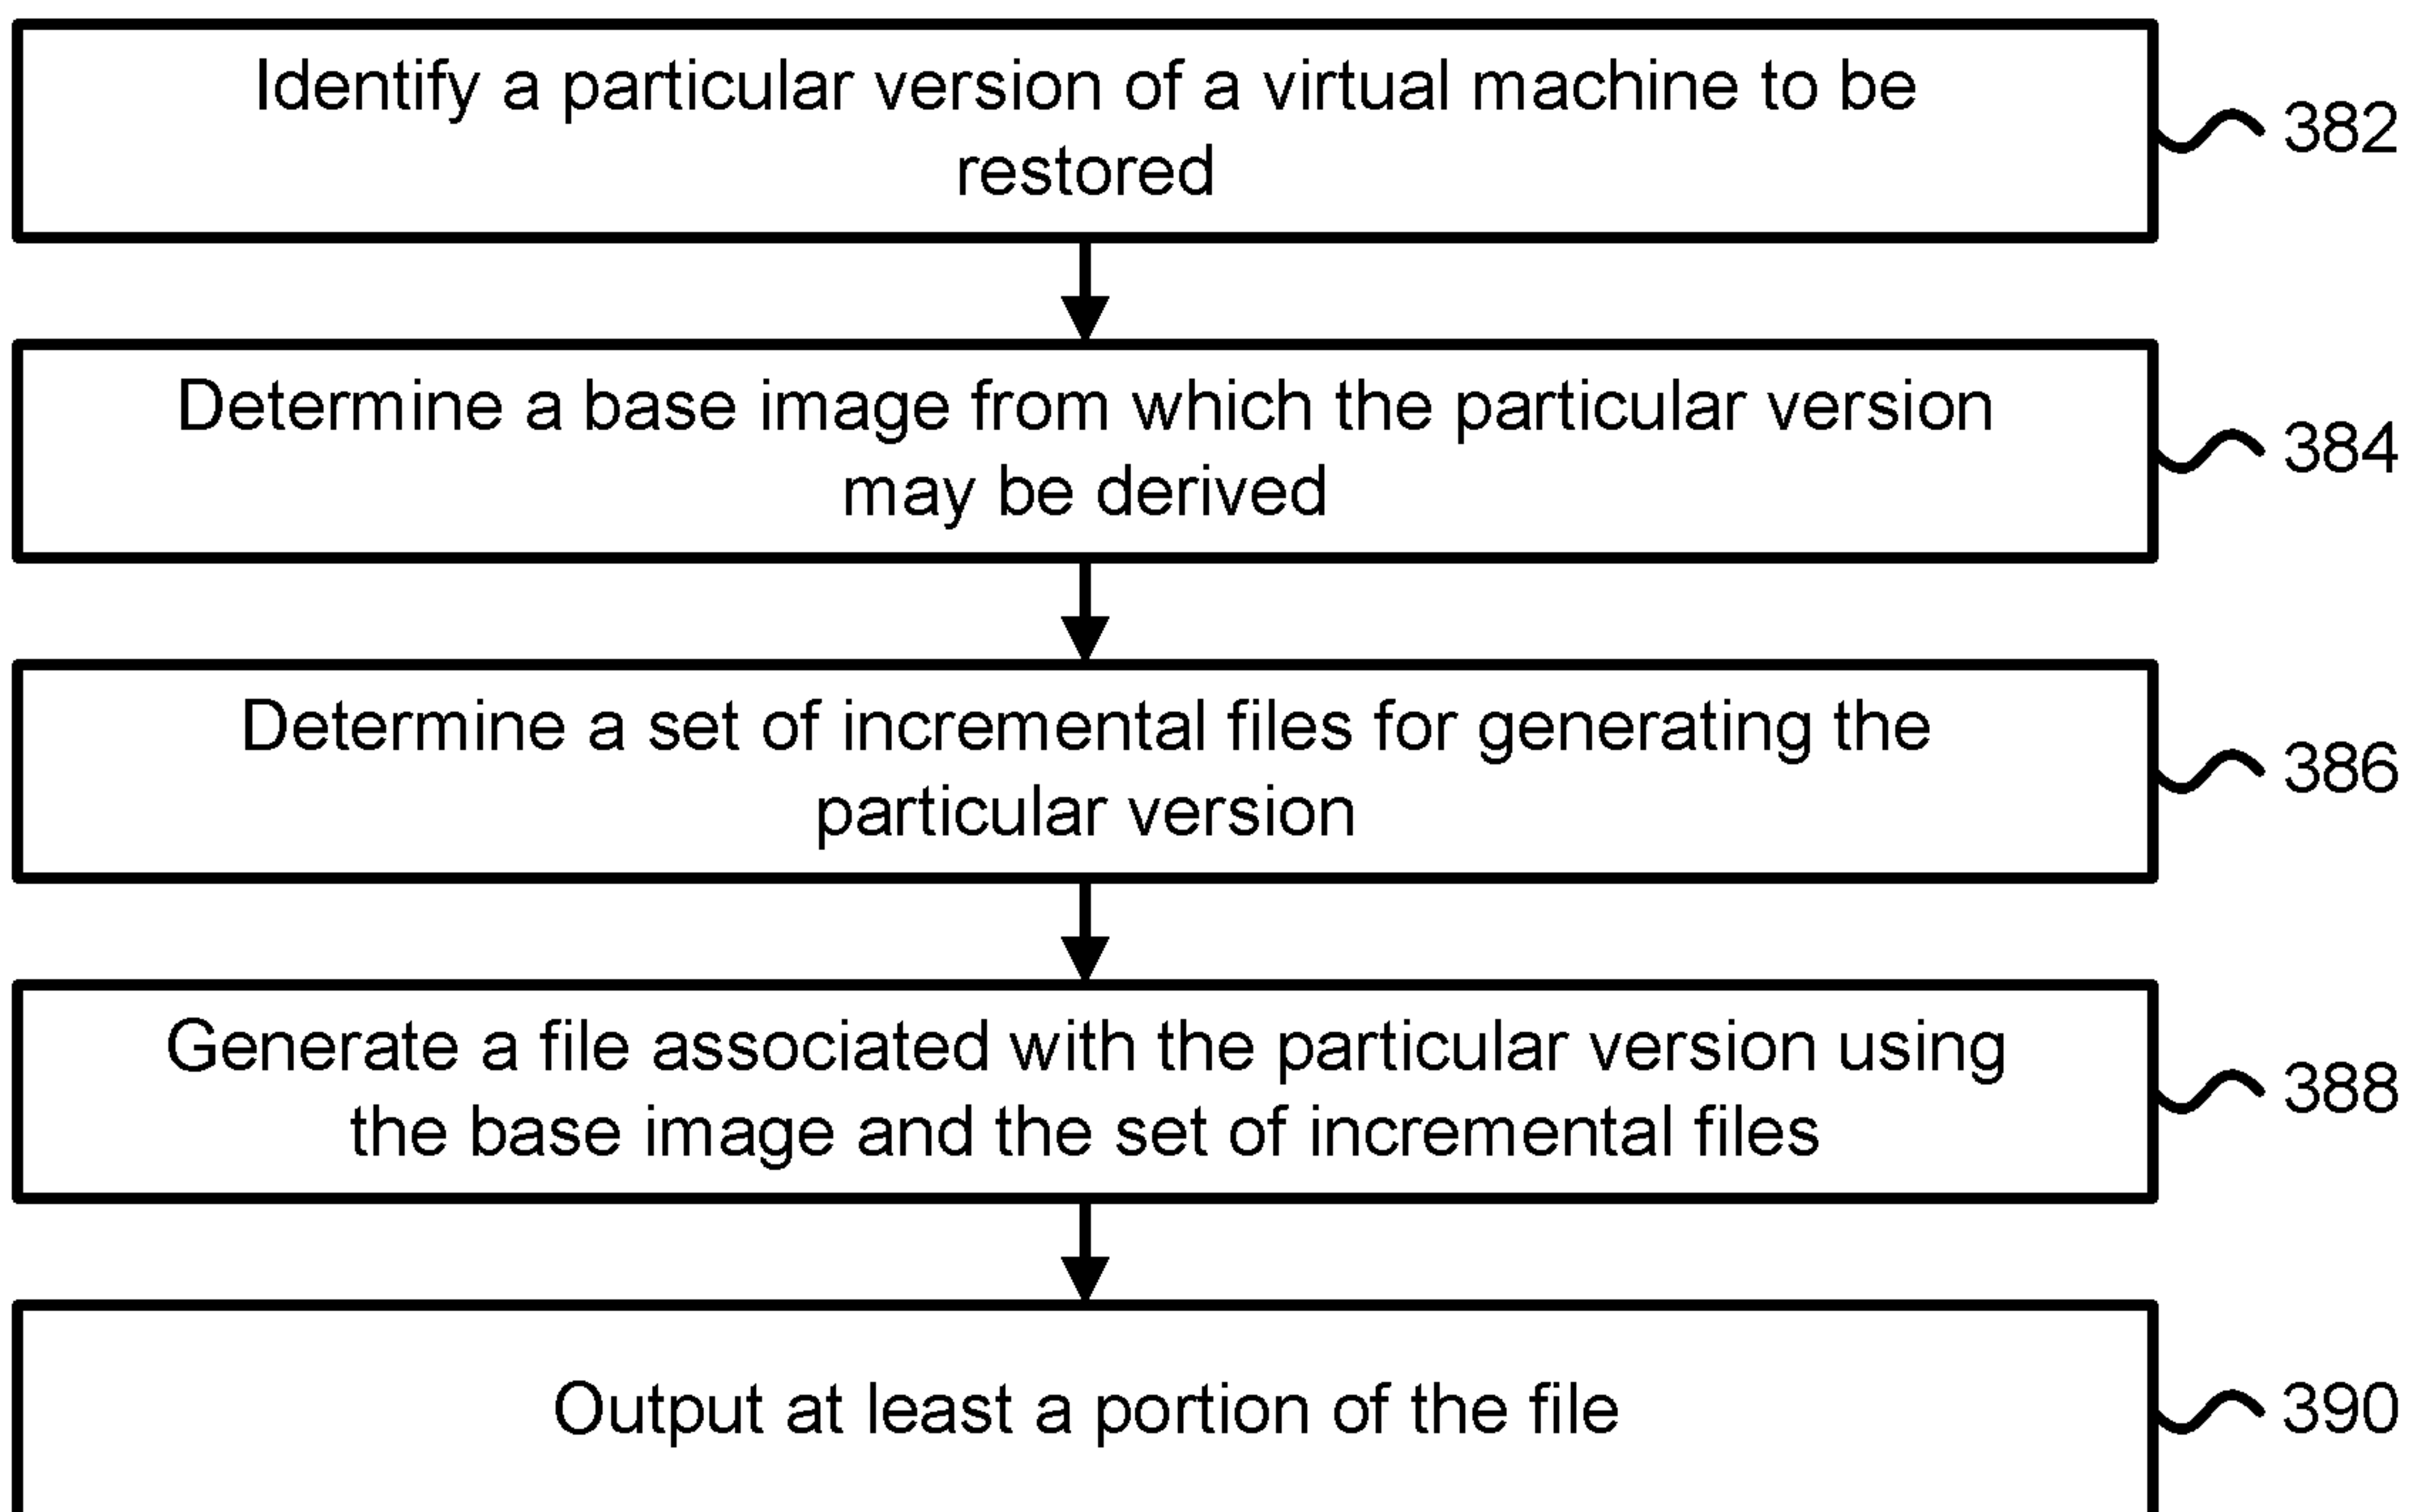 Identify a particular version of a virtual machine to be
restored
382
Determine a base image from which the particular version
may be derived
384
Determine a set of incremental files for generating the
particular version
386
Generate a file associated with the particular version using
the base image and the set of incremental files
388
Output at least a portion of the file
390